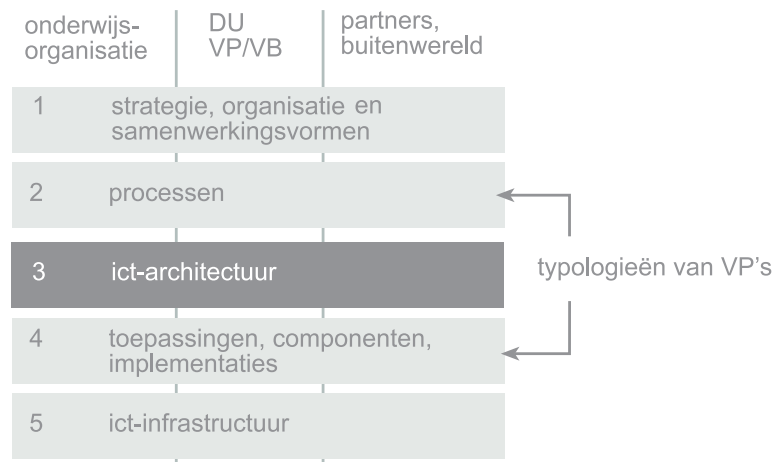 onderwijs-
organisatie
DU
VP/VB
partners,
buitenwereld
1 strategie, organisatie en
samenwerkingsvormen
2 processen
3 ict-architectuur
typologieën van VP's
4 toepassingen, componenten,
implementaties
5 ict-infrastructuur